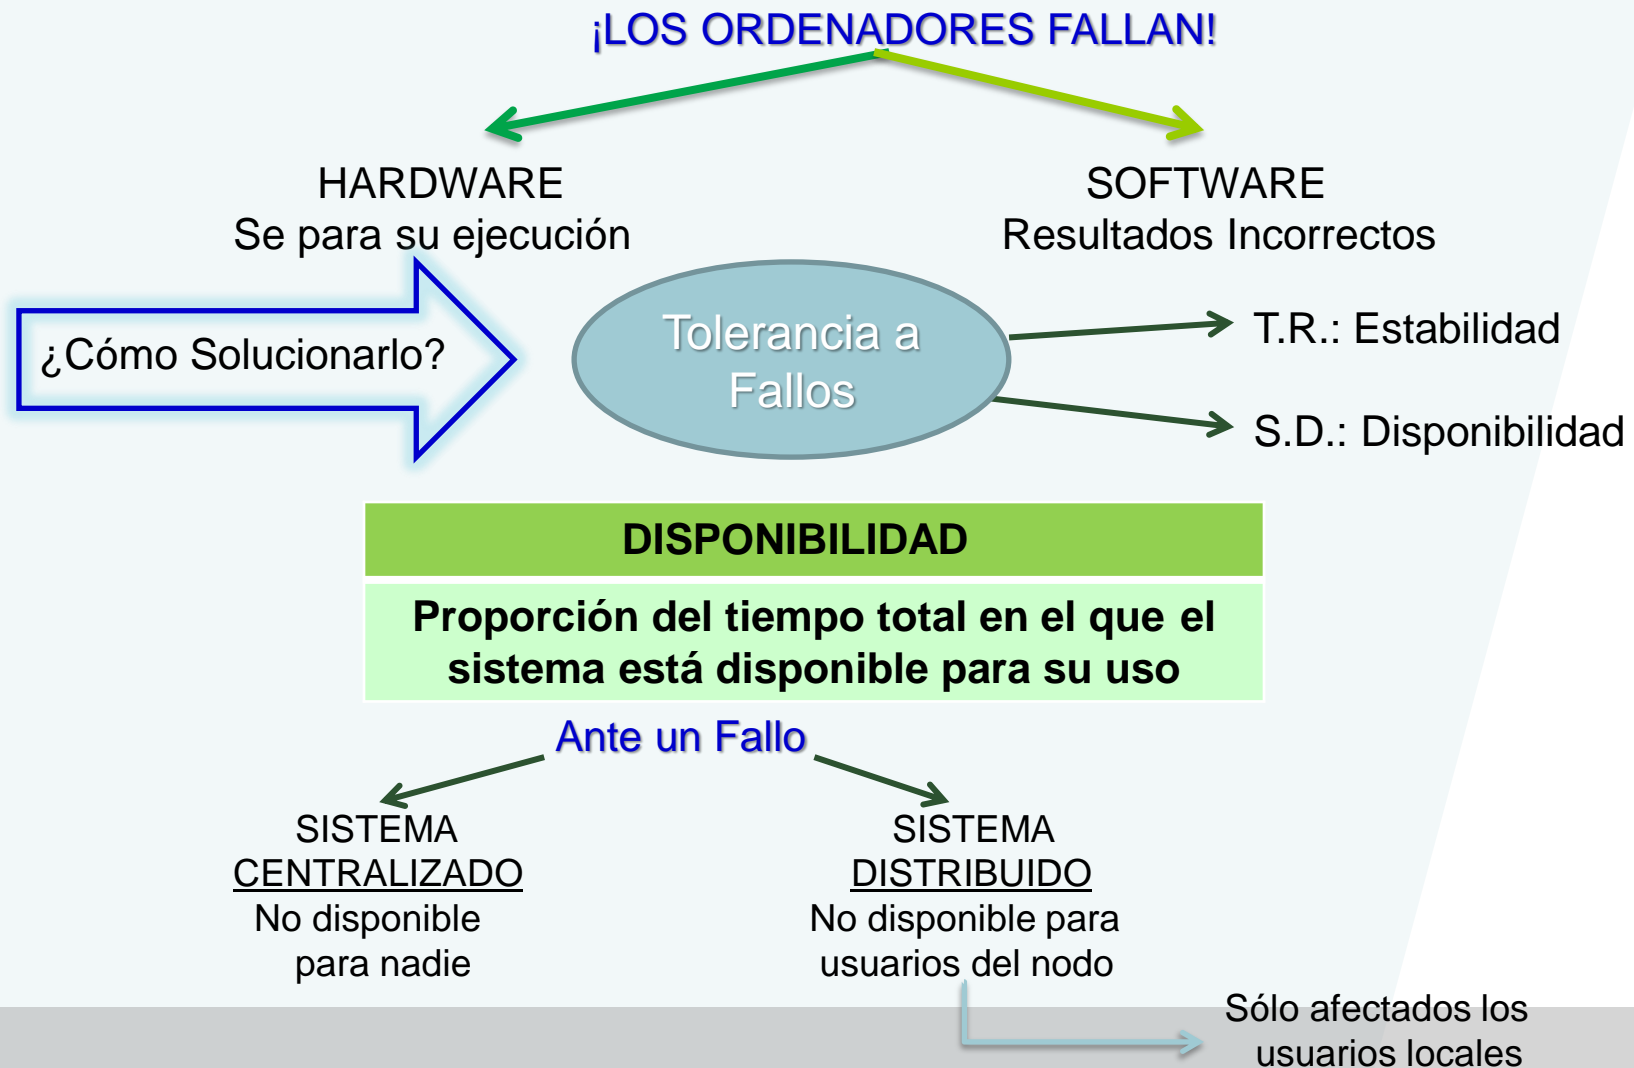 ¡LOS ORDENADORES FALLAN!
HARDWARE
Se para su ejecución
SOFTWARE
Resultados Incorrectos
¿Cómo Solucionarlo?
Tolerancia a
Fallos
T.R.: Estabilidad
S.D.: Disponibilidad
DISPONIBILIDAD
Proporción del tiempo total en el que el
sistema está disponible para su uso
Ante un Fallo
SISTEMA
CENTRALIZADO
No disponible
para nadie
SISTEMA
DISTRIBUIDO
No disponible para
usuarios del nodo
Sólo afectados los
usuarios locales